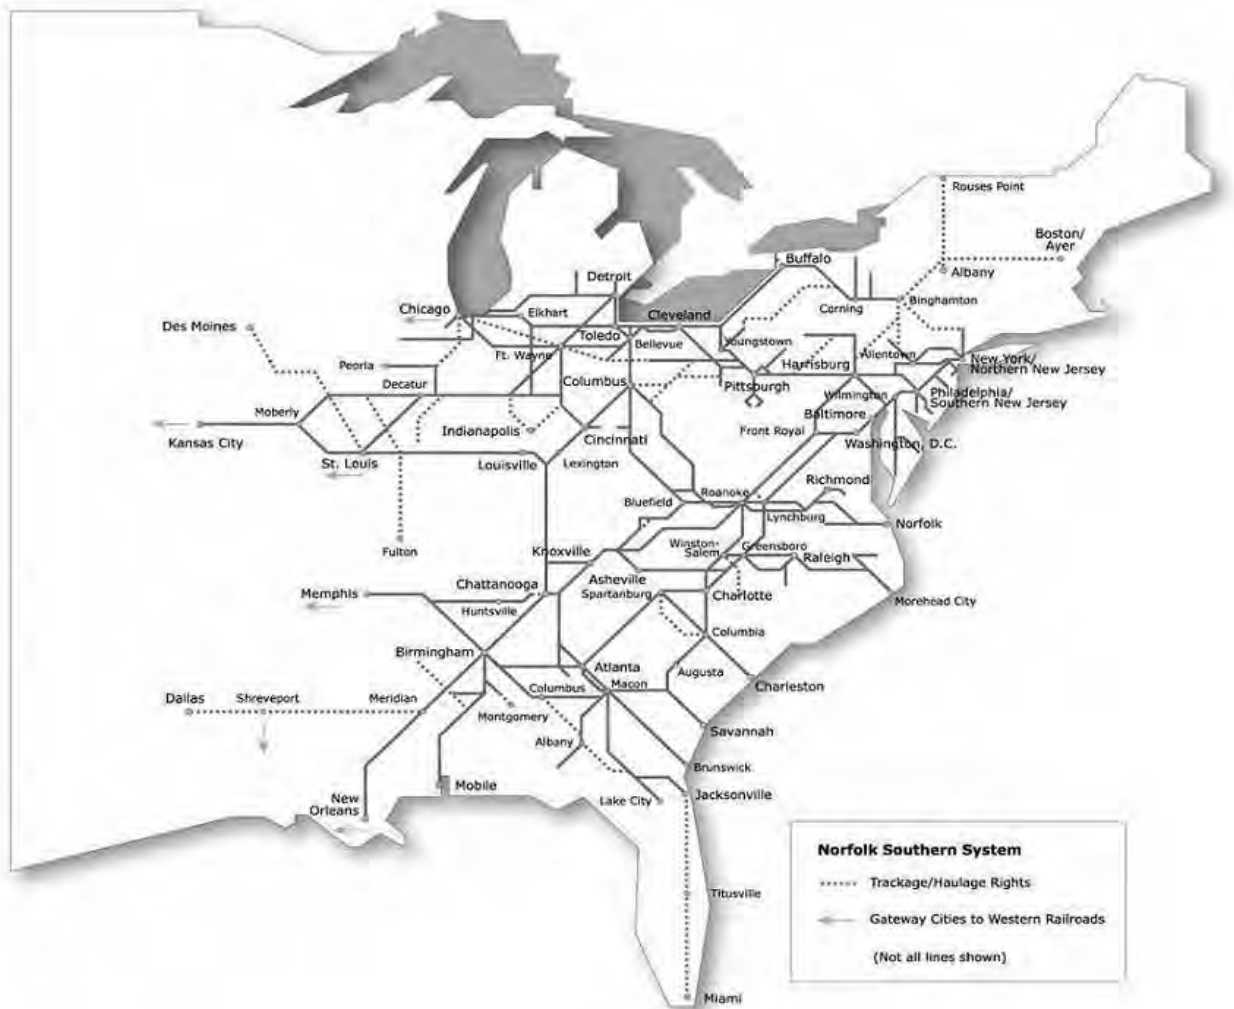 Rouses Point
Boston/
Ayer
Buffalo
Albany
Detroit
Binghamton
Chicago
Elkhart
Cleveland
Corning
Des Moines
Toledo
Bellevue
Youngstown
Ft. Wayne
Allentown
New York/
Northern New Jersey
Peoria
Harrisburg
Decatur
Columbus
Pittsburgh
Wilmington
Philadelphia/
Southern New Jersey
Moberly
Baltimore
Kansas City
Indianapolis
Cincinnati
Front Royal
Washington, D.C.
St. Louis
Louisville
Lexington
Richmond
Bluefield
Roanoke
Lynchburg
Norfolk
Fulton
Knoxville
Winston-
Salem
Greensboro
Raleigh
Chattanooga
Asheville
Memphis
Spartanburg
Charlotte
Morehead City
Huntsville
Columbia
Birmingham
Atlanta
Augusta
Macon
Charleston
Dallas
Shreveport
Meridian
Columbus
Montgomery
Savannah
Albany
Brunswick
Mobile
New
Orleans
Lake City
Jacksonville
Norfolk Southern System
Trackage/Haulage Rights
Titusville
Gateway Cities to Western Railroads
(Not all lines shown)
Miami